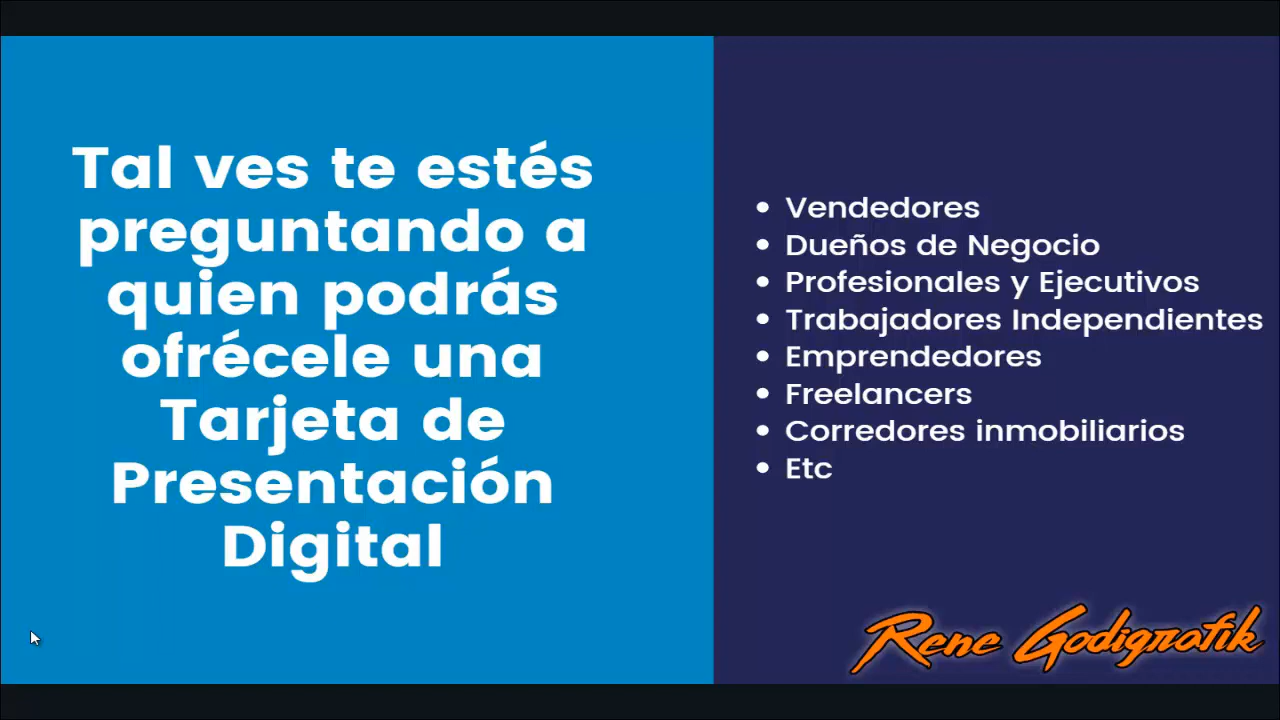 Tal ves te estés
preguntando a
quien podrás
ofrécele una
Tarjeta de
Presentación
Digital
• Vendedores
• Dueños de Negocio
• Profesionales y Ejecutivos
• Trabajadores Independientes
• Emprendedores
• Freelancers
• Corredores inmobiliarios
• Etc
Rene Godigrafik